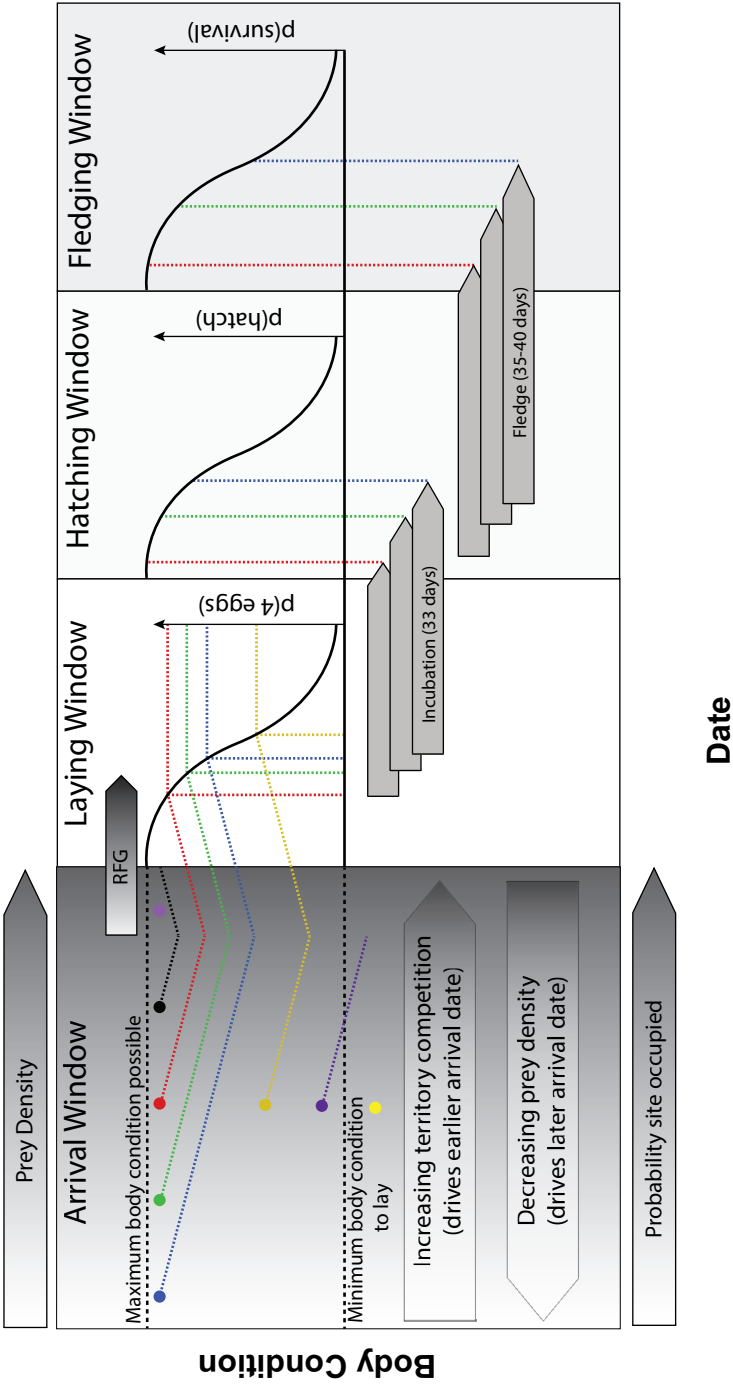 Prey Density
Arrival Window
Laying Window
Hatching Window
Fledging Window
RFG
Maximum body condition possible
p(4 eggs)
p(hatch)
p(survival)
Minimum body condition
to lay
Increasing territory competition
(drives earlier arrival date)
Decreasing prey density
(drives later arrival date)
Incubation (33 days)
Fledge (35-40 days)
Probability site occupied
Body Condition
Date